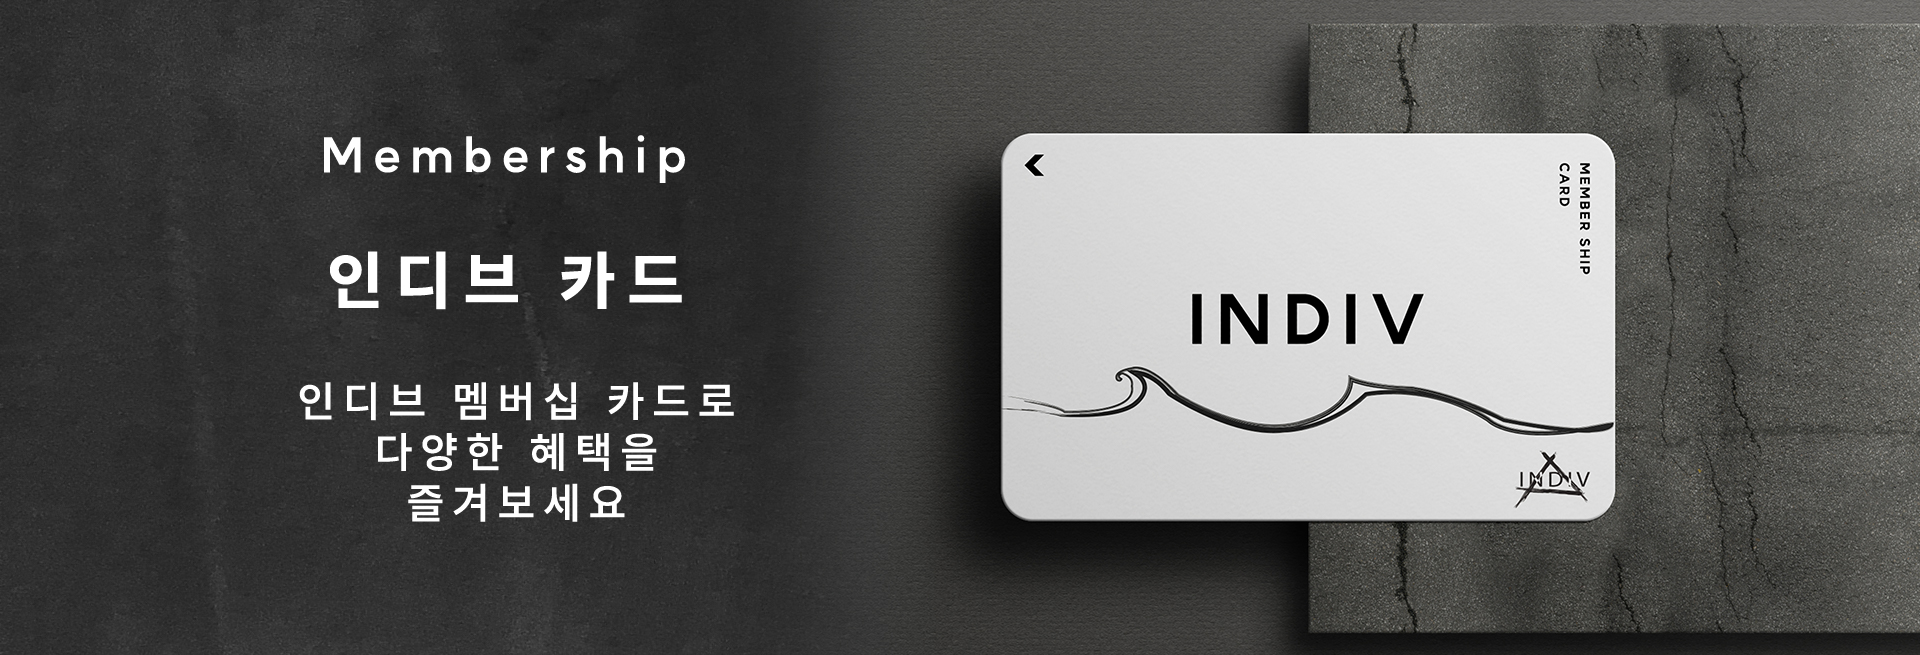 Membership
인디브 카드
인디브 멤버십 카드로
다양한 혜택을
즐겨보세요
MEMBER SHIP
CARD
INDIV
INDIV